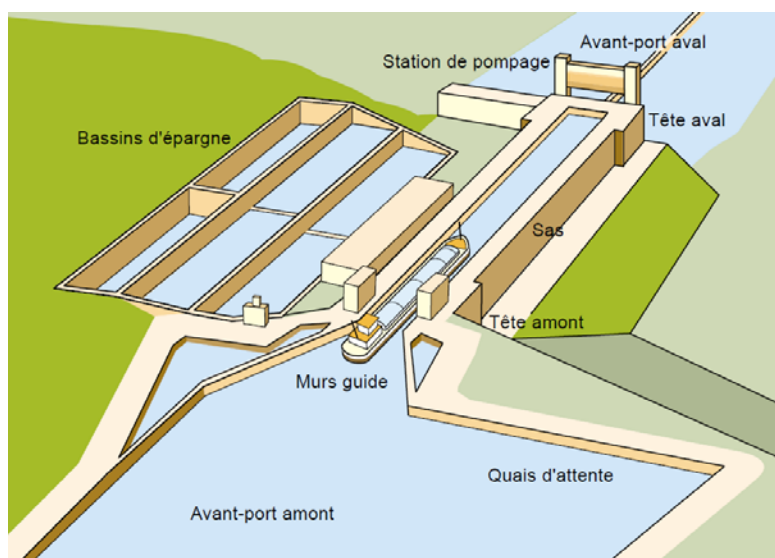 Avant-port aval
Station de pompage
Tête aval
Bassins d'épargne
Sas
Tête amont
Murs guide
Quais d'attente
Avant-port amont